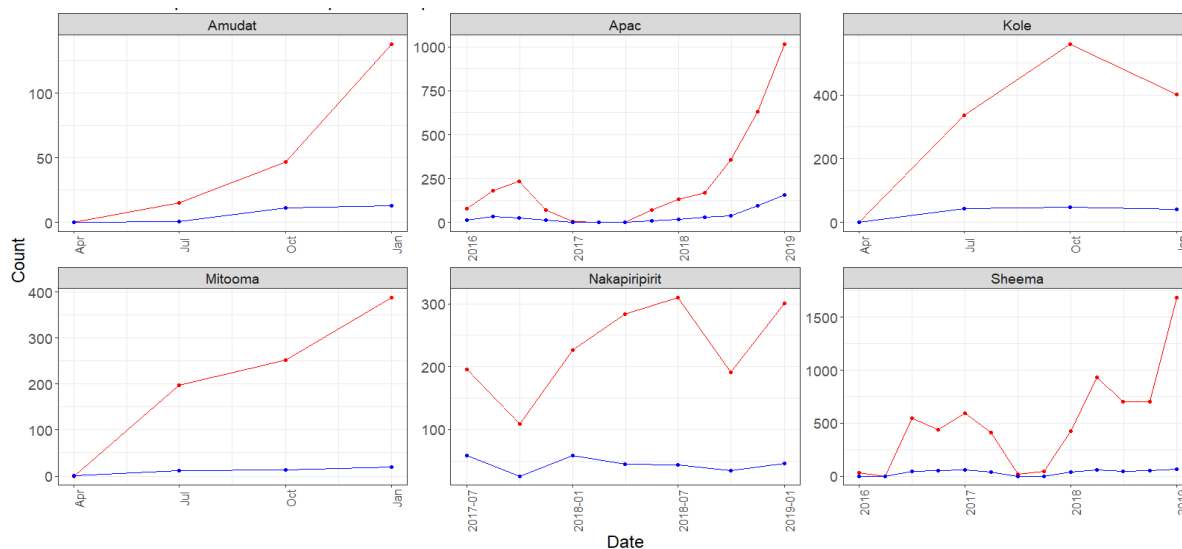 Amudat
Apac
Kole
100
50
0
1000
750
500
250
0
400
200
0
Apr
Jul
Oct
Jan
2016
2017
2018
2019
Apr
Jul
Oct
Jan
Count
Mitooma
Nakapiripirit
Sheema
400
300
200
100
0
300
200
100
1500
1000
500
0
Apr
Jul
Oct
Jan
2017-07
2018-01
2018-07
2019-01
2016
2017
2018
2019
Date